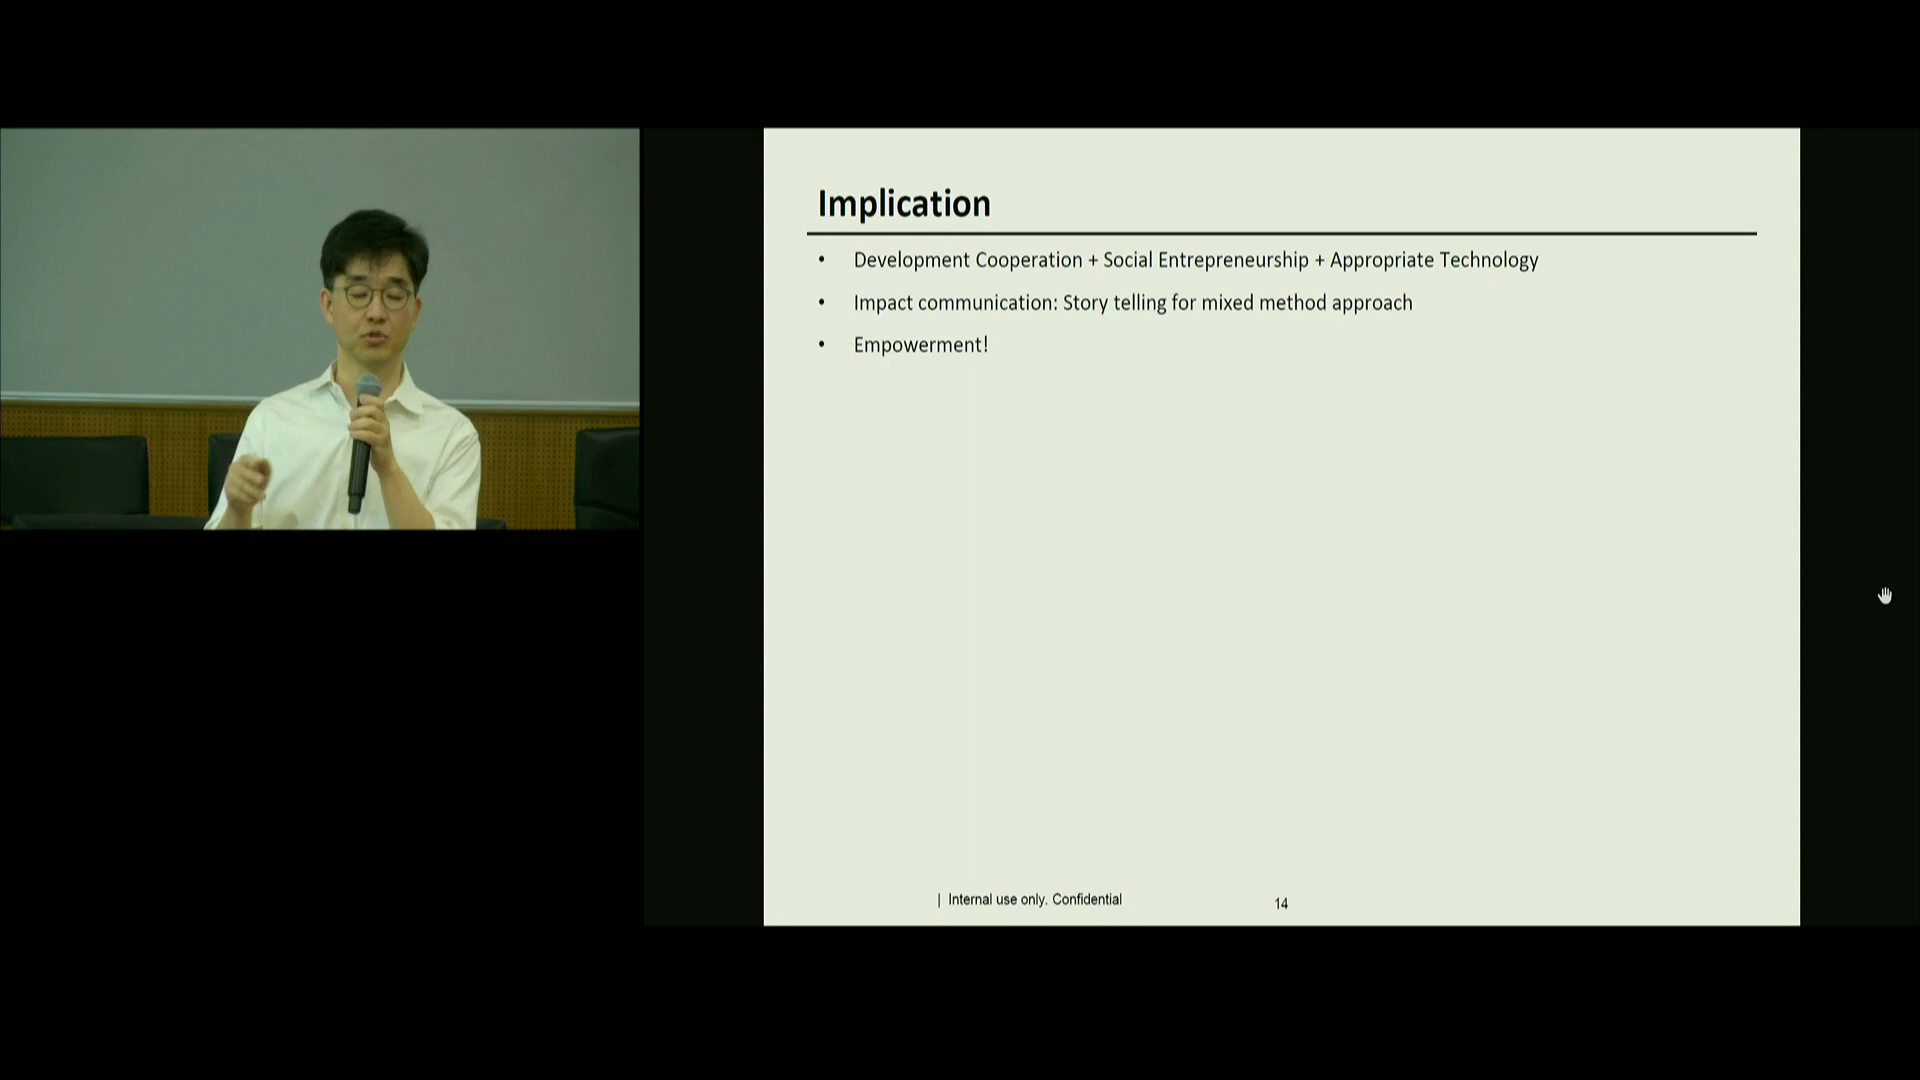 Implication
• Development Cooperation + Social Entrepreneurship + Appropriate Technology
• Impact communication: Story telling for mixed method approach
• Empowerment!
| Internal use only. Confidential
14